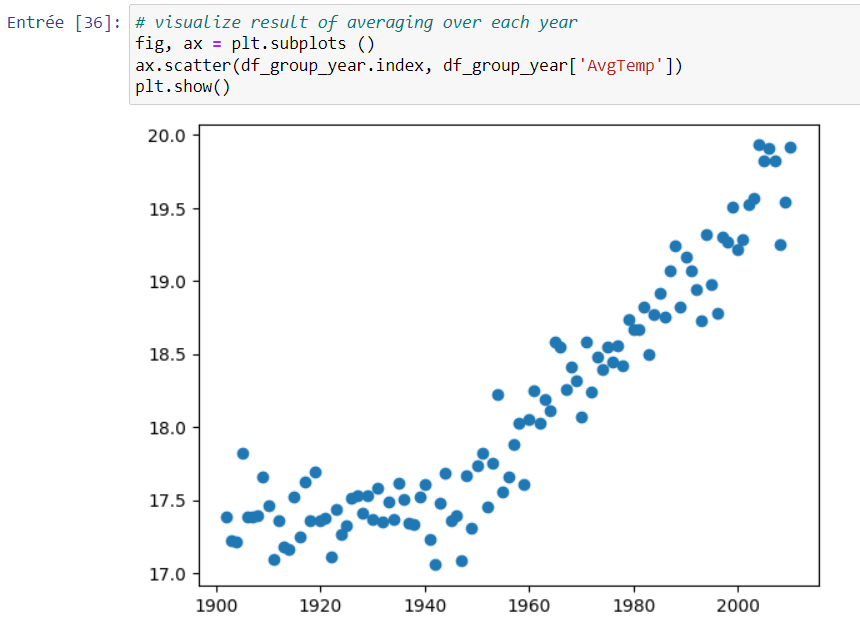 Entrée [36]: # visualize result of averaging over each year
fig, ax = plt.subplots ()
ax.scatter(df_group_year.index, df_group_year['AvgTemp'])
plt.show()
20.0
19.5
19.0
18.5
18.0
17.5
17.0
1900 1920 1940 1960 1980 2000